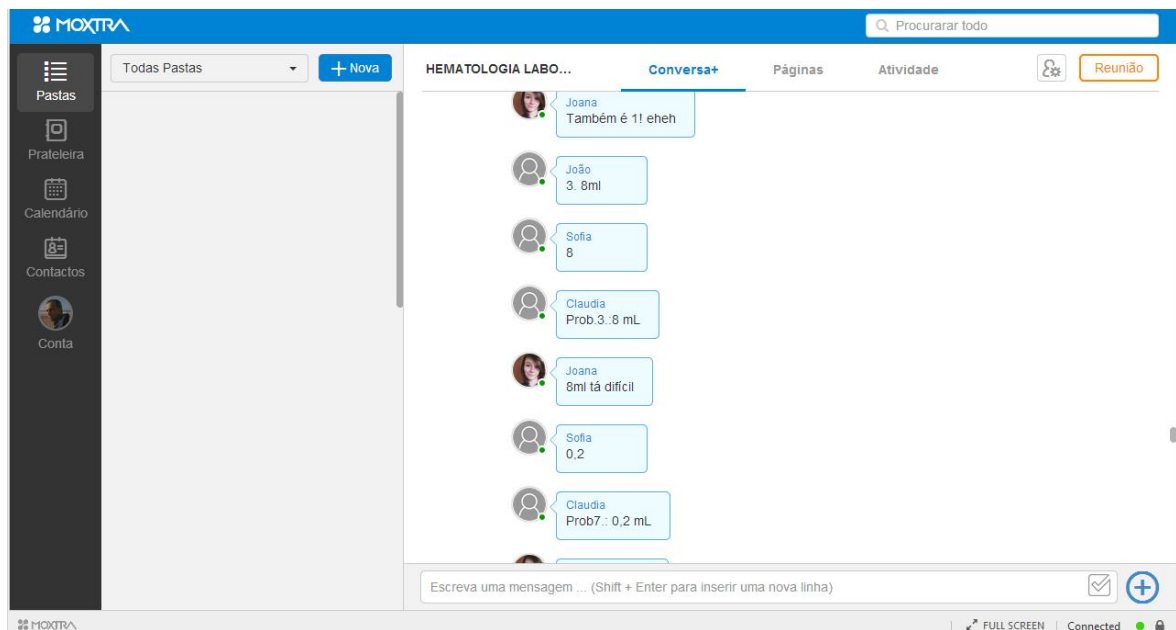 MOXTRA
Procurarar todo
Pastas
Prateleira
Calendário
Contactos
Conta
Todas Pastas
+ Nova
HEMATOLOGIA LABO...
Conversa+
Páginas
Atividade
Reunião
Joana
Também é 1! eheh
João
3. 8ml
Sofia
8
Claudia
Prob.3.:8 mL
Joana
8ml tá difícil
Sofia
0,2
Claudia
Prob7.: 0,2 mL
Escreva uma mensagem ... (Shift + Enter para inserir uma nova linha)
MOXTRA
FULL SCREEN
Connected